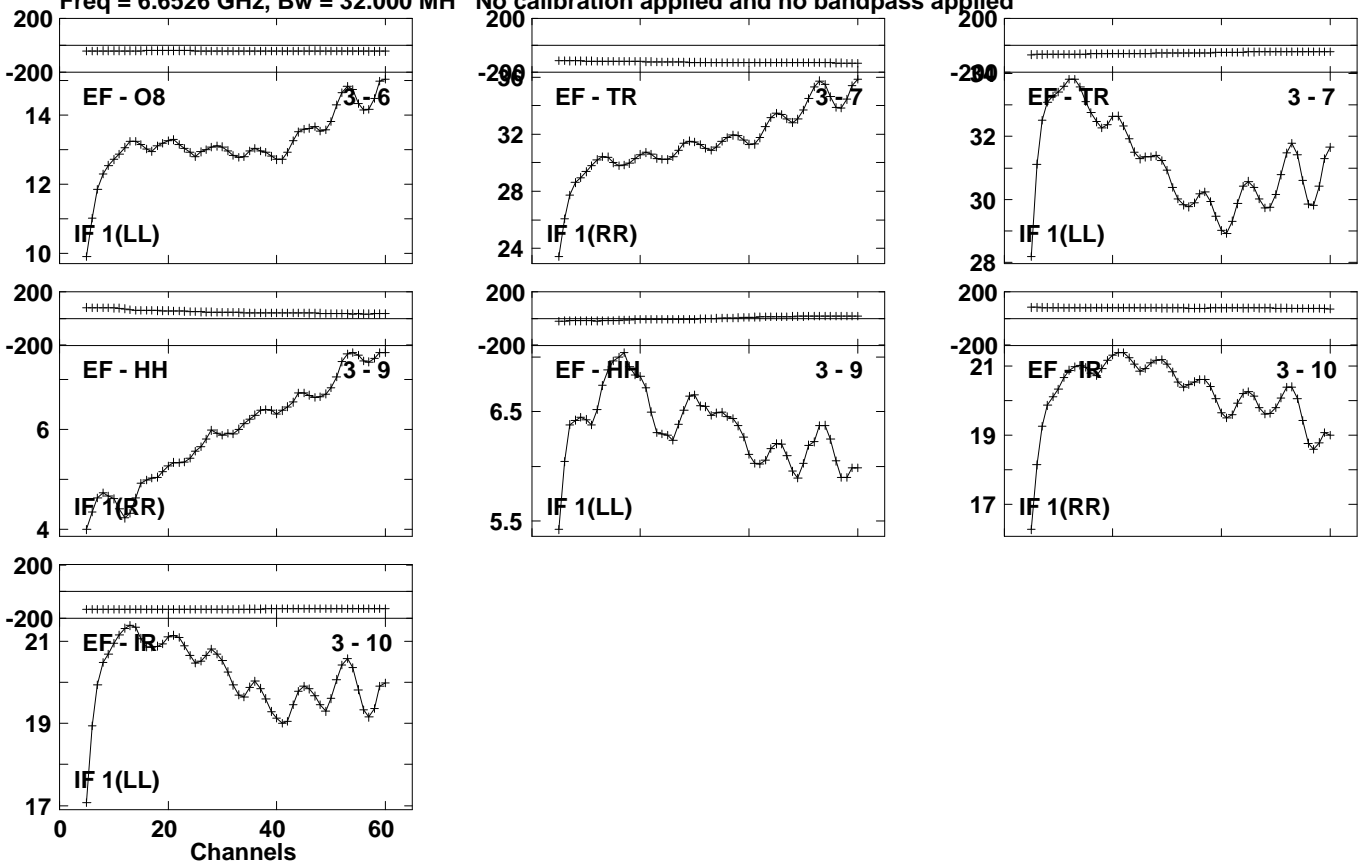 Freq = 6.6526 GHz, Bw = 32.000 MH No calibration applied and no bandpass applied
200
-200
EF - O8
3 - 6
14
12
10
IF 1(LL)
200
-200
36
EF - TR
3 - 7
32
28
24
IF 1(RR)
200
-200
34
EF - TR
3 - 7
32
30
28
IF 1(LL)
200
-200
EF - HH
3 - 9
6
4
IF 1(RR)
200
-200
EF - HH
3 - 9
6.5
5.5
IF 1(LL)
200
-200
21
EF - IR
3 - 10
19
17
IF 1(RR)
200
-200
21
EF - IR
3 - 10
19
17
IF 1(LL)
0 20 40 60
Channels